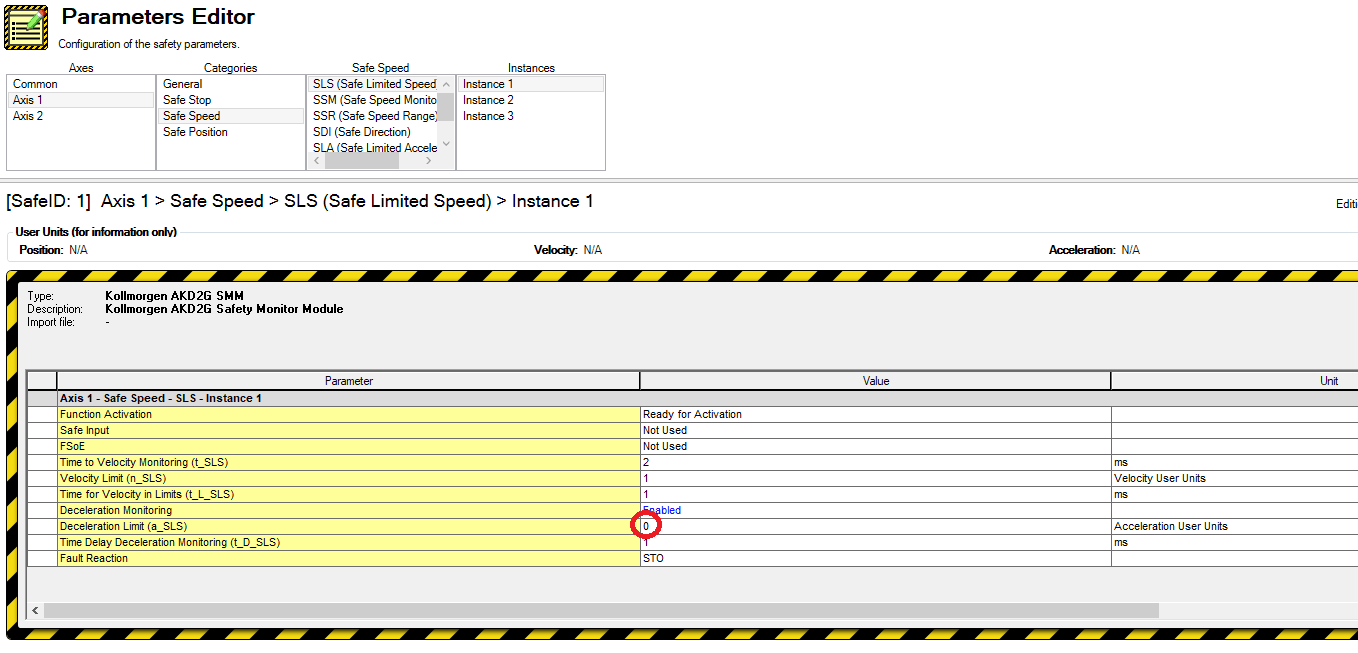 Parameters Editor
Configuration of the safety parameters.
Axes Categories Safe Speed Instances
Common General SLS (Safe Limited Speed Instance 1
Axis 1 Safe Stop SSM (Safe Speed Monito Instance 2
Axis 2 Safe Speed SSR (Safe Speed Range) Instance 3
Safe Position SDI (Safe Direction)
SLA (Safe Limited Accele
[SafeID: 1] Axis 1 > Safe Speed > SLS (Safe Limited Speed) > Instance 1 Editi
User Units (for information only)
Position: N/A Velocity: N/A Acceleration: N/A
Type: Kollmorgen AKD2G SMM
Description: Kollmorgen AKD2G Safety Monitor Module
Import file: -
Parameter Value Unit
Axis 1 - Safe Speed - SLS - Instance 1
Function Activation Ready for Activation
Safe Input Not Used
FSoE Not Used
Time to Velocity Monitoring (t_SLS) 2 ms
Velocity Limit (n_SLS) 1 Velocity User Units
Time for Velocity in Limits (t_L_SLS) 1 ms
Deceleration Monitoring Enabled
Deceleration Limit (a_SLS) 0 Acceleration User Units
Time Delay Deceleration Monitoring (t_D_SLS) 1 ms
Fault Reaction STO